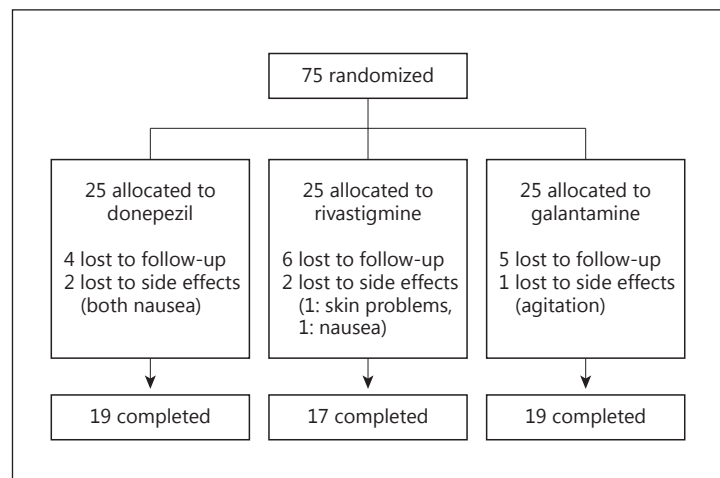 75 randomized
25 allocated to
donepezil
4 lost to follow-up
2 lost to side effects
(both nausea)
25 allocated to
rivastigmine
6 lost to follow-up
2 lost to side effects
(1: skin problems,
1: nausea)
25 allocated to
galantamine
5 lost to follow-up
1 lost to side effects
(agitation)
19 completed
17 completed
19 completed